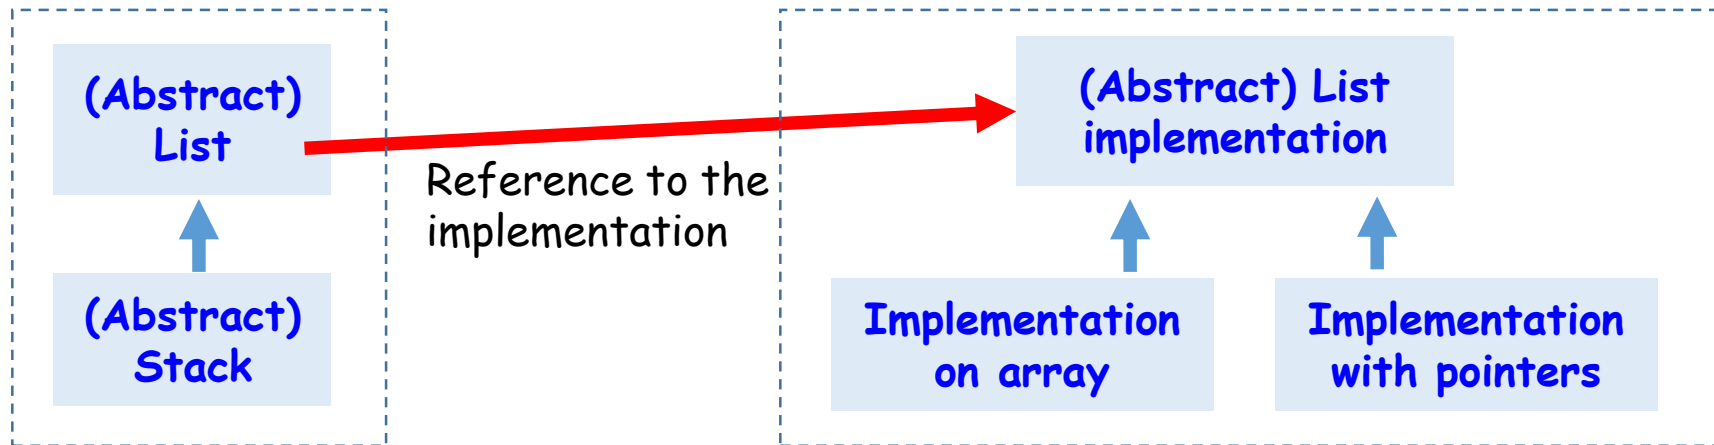 (Abstract)
List
Reference to the
implementation
(Abstract)
Stack
(Abstract) List
implementation
Implementation
on array
Implementation
with pointers